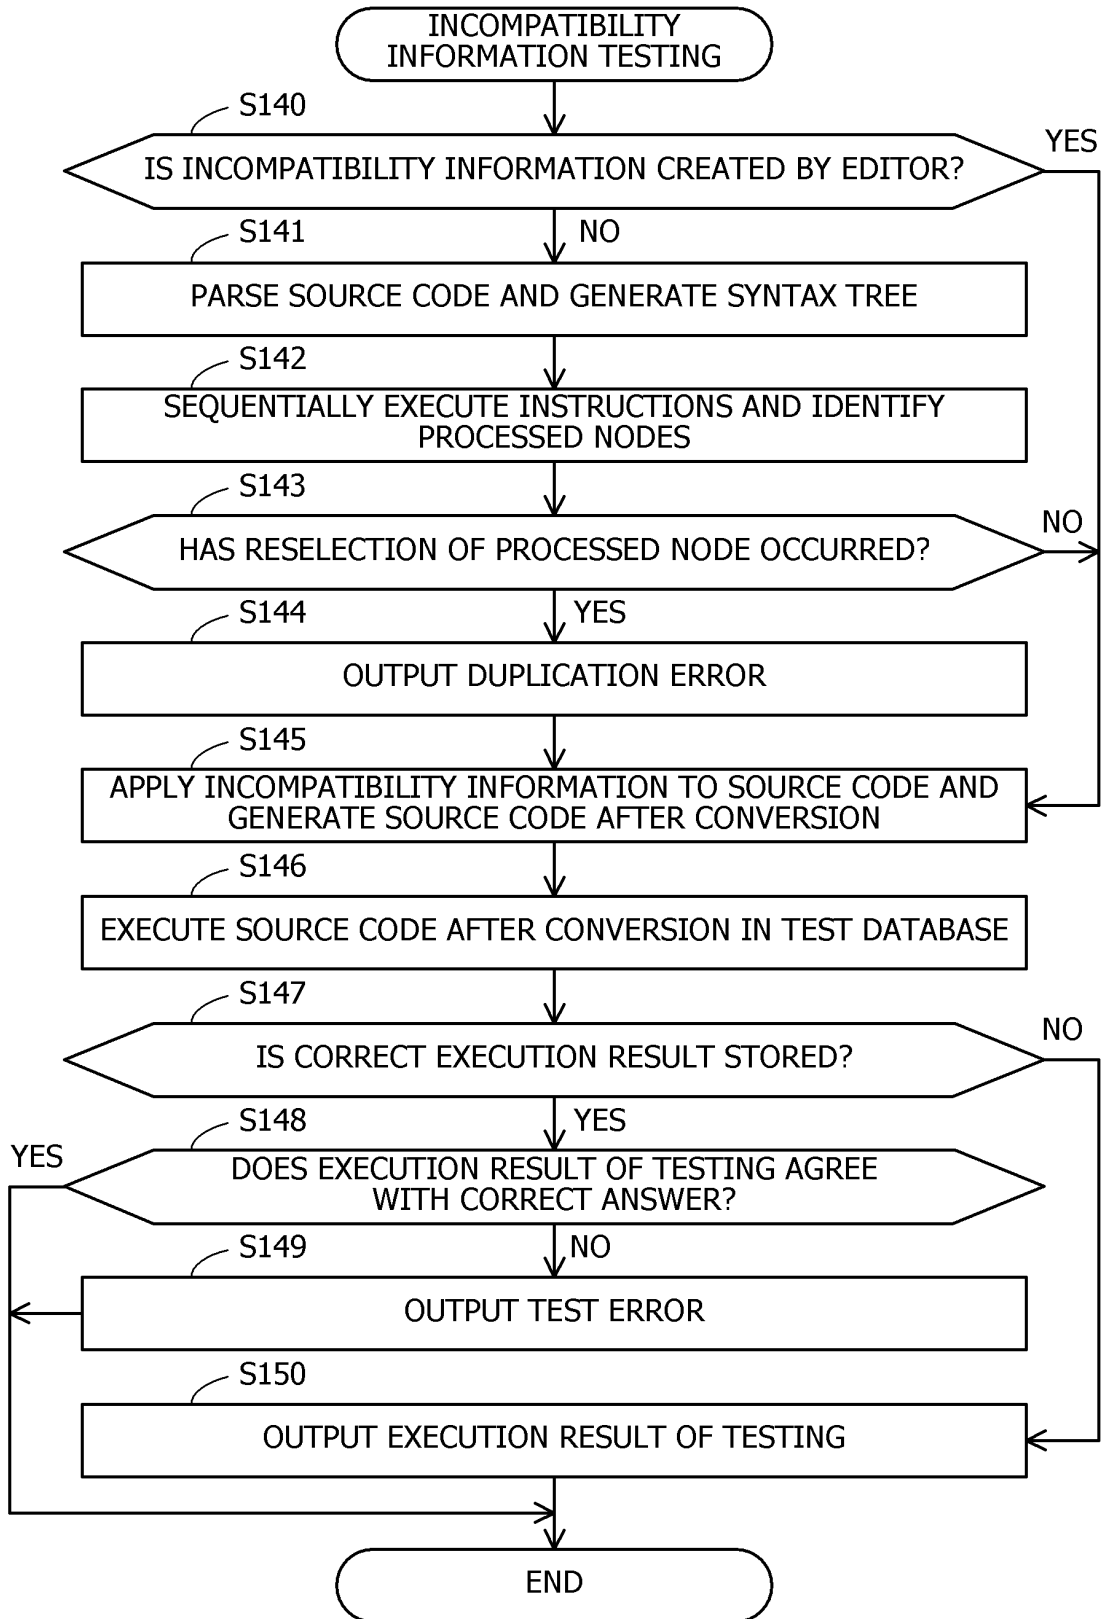 INCOMPATIBILITY
INFORMATION TESTING
S140
YES
IS INCOMPATIBILITY INFORMATION CREATED BY EDITOR?
S141
NO
PARSE SOURCE CODE AND GENERATE SYNTAX TREE
S142
SEQUENTIALLY EXECUTE INSTRUCTIONS AND IDENTIFY
PROCESSED NODES
S143
NO
HAS RESELECTION OF PROCESSED NODE OCCURRED?
S144
YES
OUTPUT DUPLICATION ERROR
S145
APPLY INCOMPATIBILITY INFORMATION TO SOURCE CODE AND
GENERATE SOURCE CODE AFTER CONVERSION
S146
EXECUTE SOURCE CODE AFTER CONVERSION IN TEST DATABASE
S147
NO
IS CORRECT EXECUTION RESULT STORED?
S148
YES
YES
DOES EXECUTION RESULT OF TESTING AGREE
WITH CORRECT ANSWER?
S149
NO
OUTPUT TEST ERROR
S150
OUTPUT EXECUTION RESULT OF TESTING
END